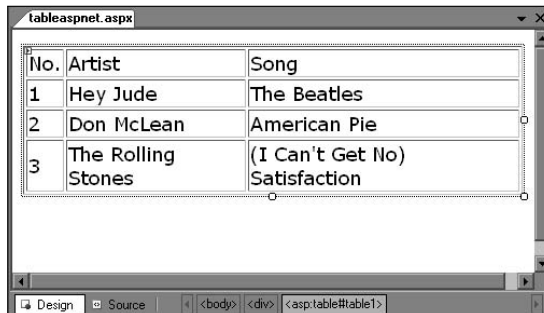 tableaspnet.aspx
No. Artist Song
1 Hey Jude The Beatles
2 Don McLean American Pie
3 The Rolling Stones (I Can't Get No) Satisfaction
Design Source <body> <div> <asp:table#table1>